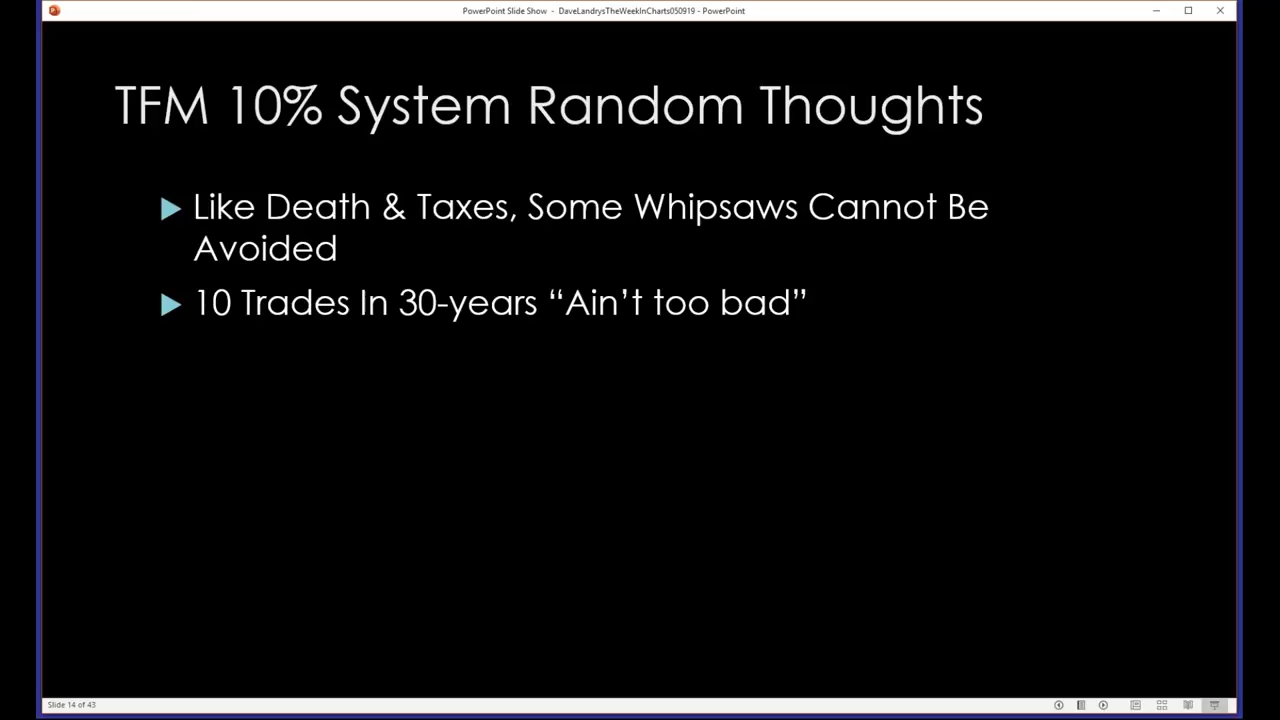 PowerPoint Slide Show - DaveLandrysTheWeekInCharts050919 - PowerPoint
TFM 10% System Random Thoughts
Like Death & Taxes, Some Whipsaws Cannot Be
Avoided
10 Trades In 30-years “Ain’t too bad”
Slide 14 of 43